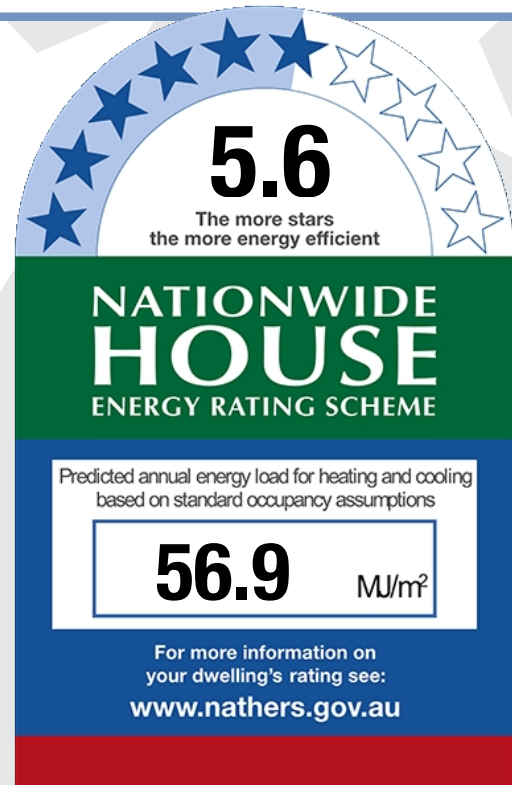 5.6
The more stars
the more energy efficient
NATIONWIDE
HOUSE
ENERGY RATING SCHEME
Predicted annual energy load for heating and cooling
based on standard occupancy assumptions
56.9 MJ/m²
For more information on
your dwelling's rating see:
www.nathers.gov.au